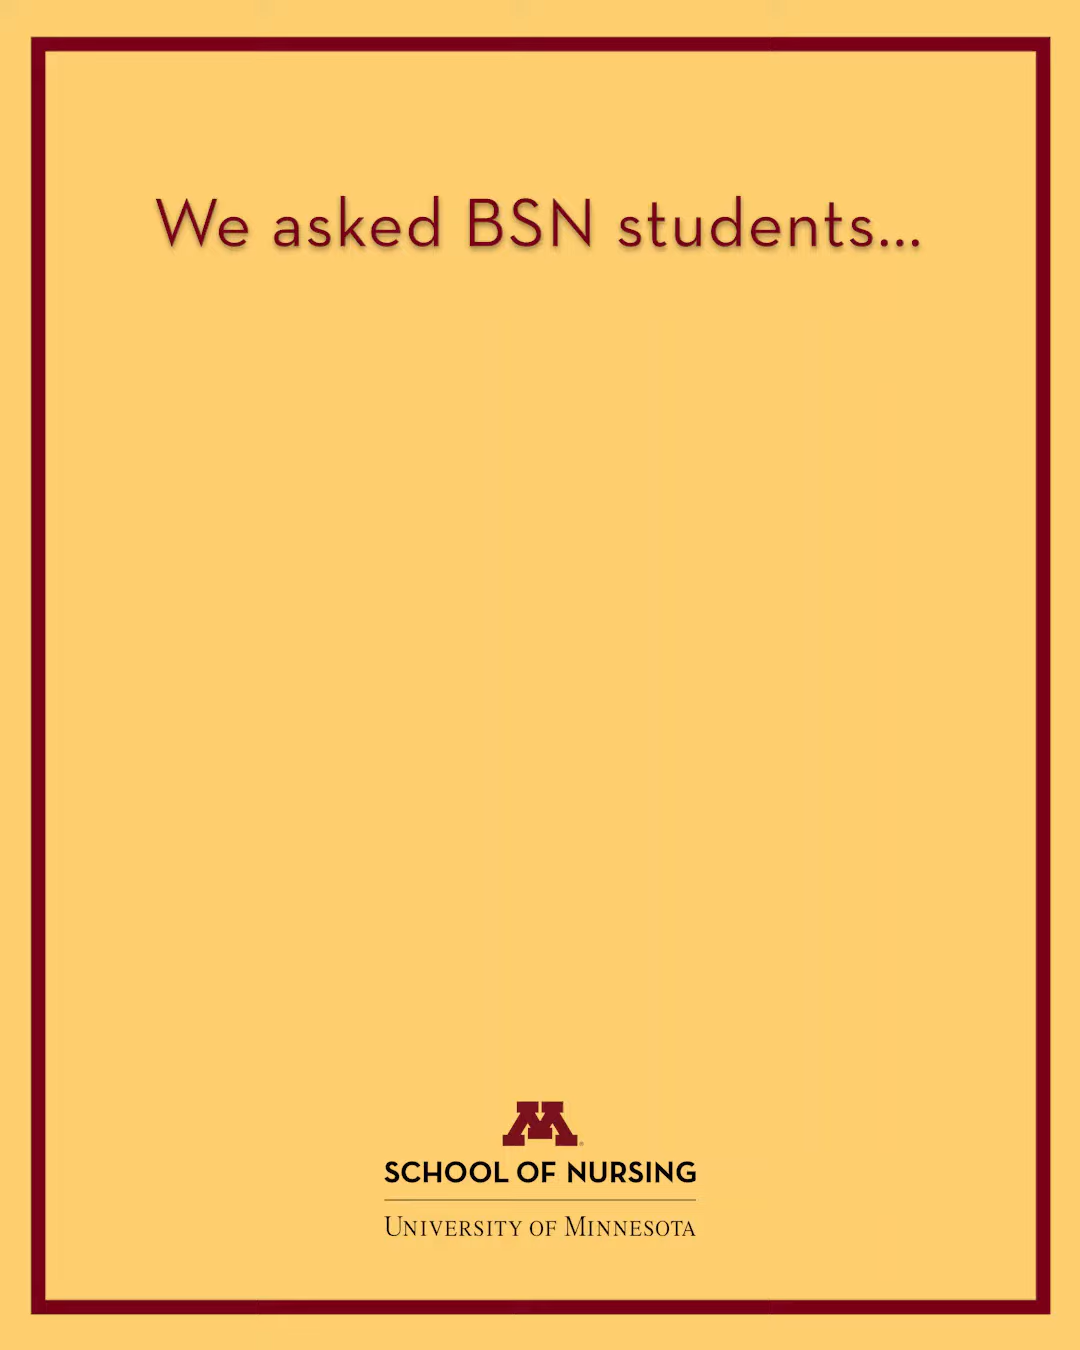 We asked BSN students...
M
SCHOOL OF NURSING
UNIVERSITY OF MINNESOTA